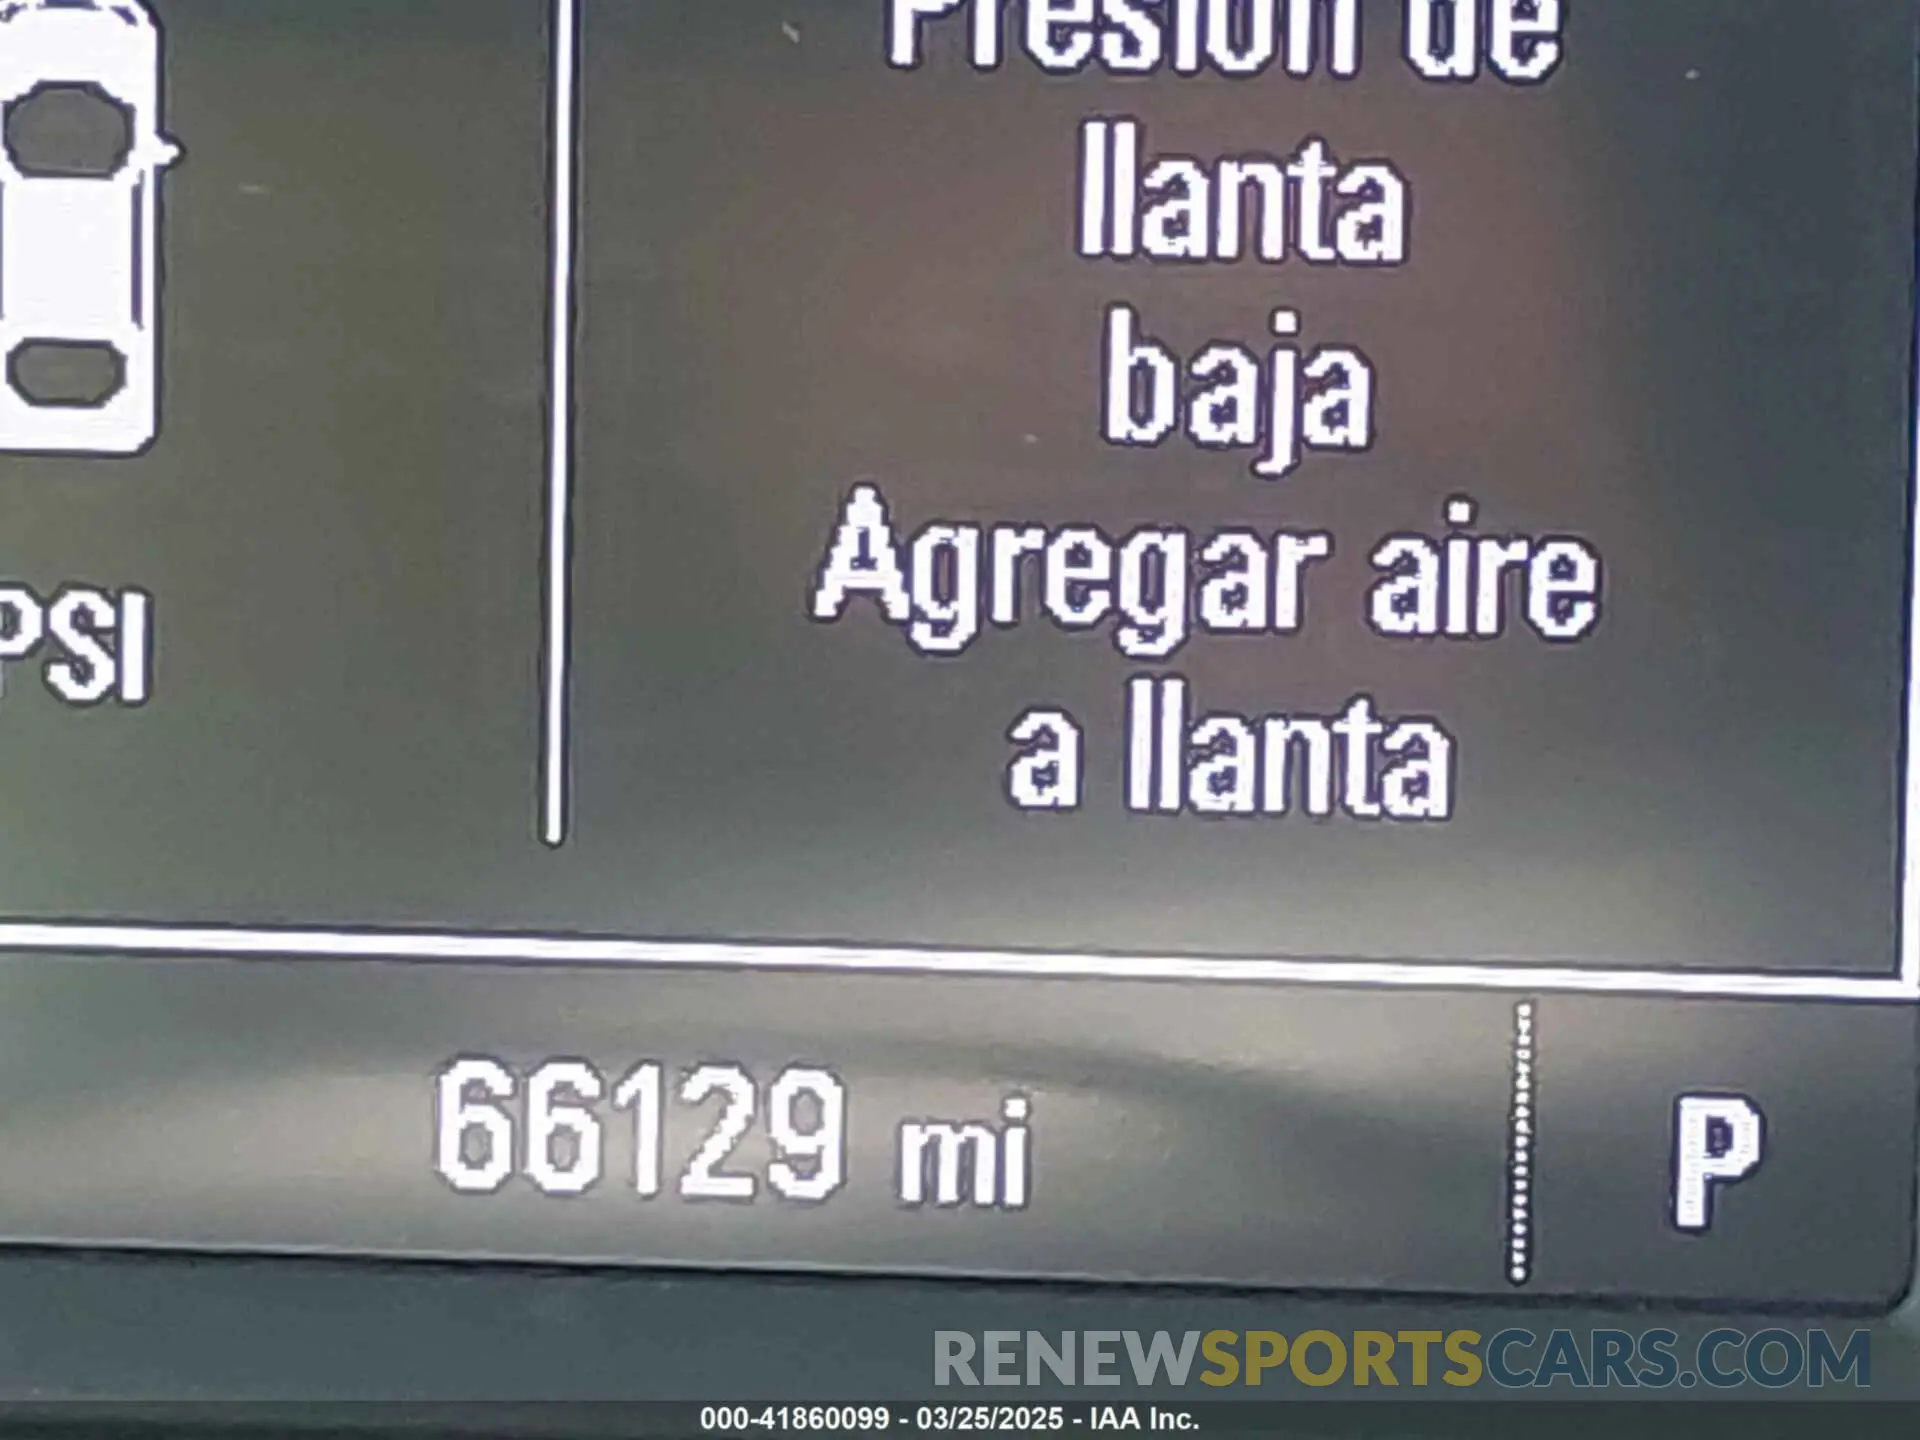 Presión de
llanta
baja
Agregar aire
a llanta
PSI
66129 mi
P
RENEWSPORTSCARS.COM
000-41860099 - 03/25/2025 - IAA Inc.